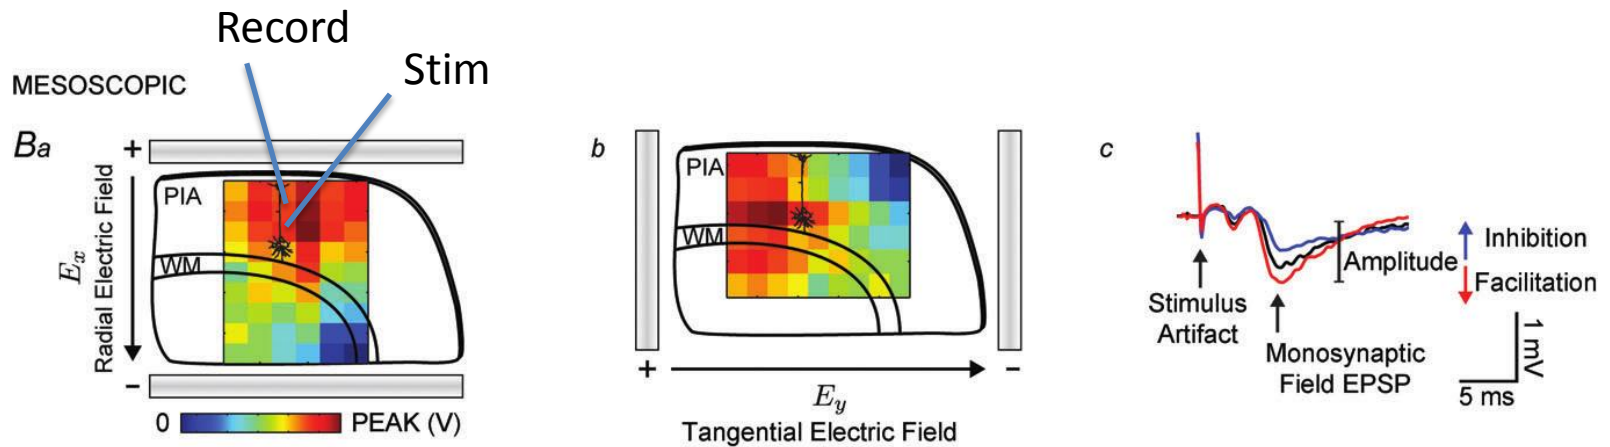 Record
Stim
MESOSCOPIC
Ba
+
PIA
WM
Ex
Radial Electric Field
−
0
PEAK (V)
b
PIA
WM
+
−
Ey
Tangential Electric Field
c
Inhibition
Amplitude
Facilitation
Stimulus
Artifact
Monosynaptic
Field EPSP
1 mV
5 ms